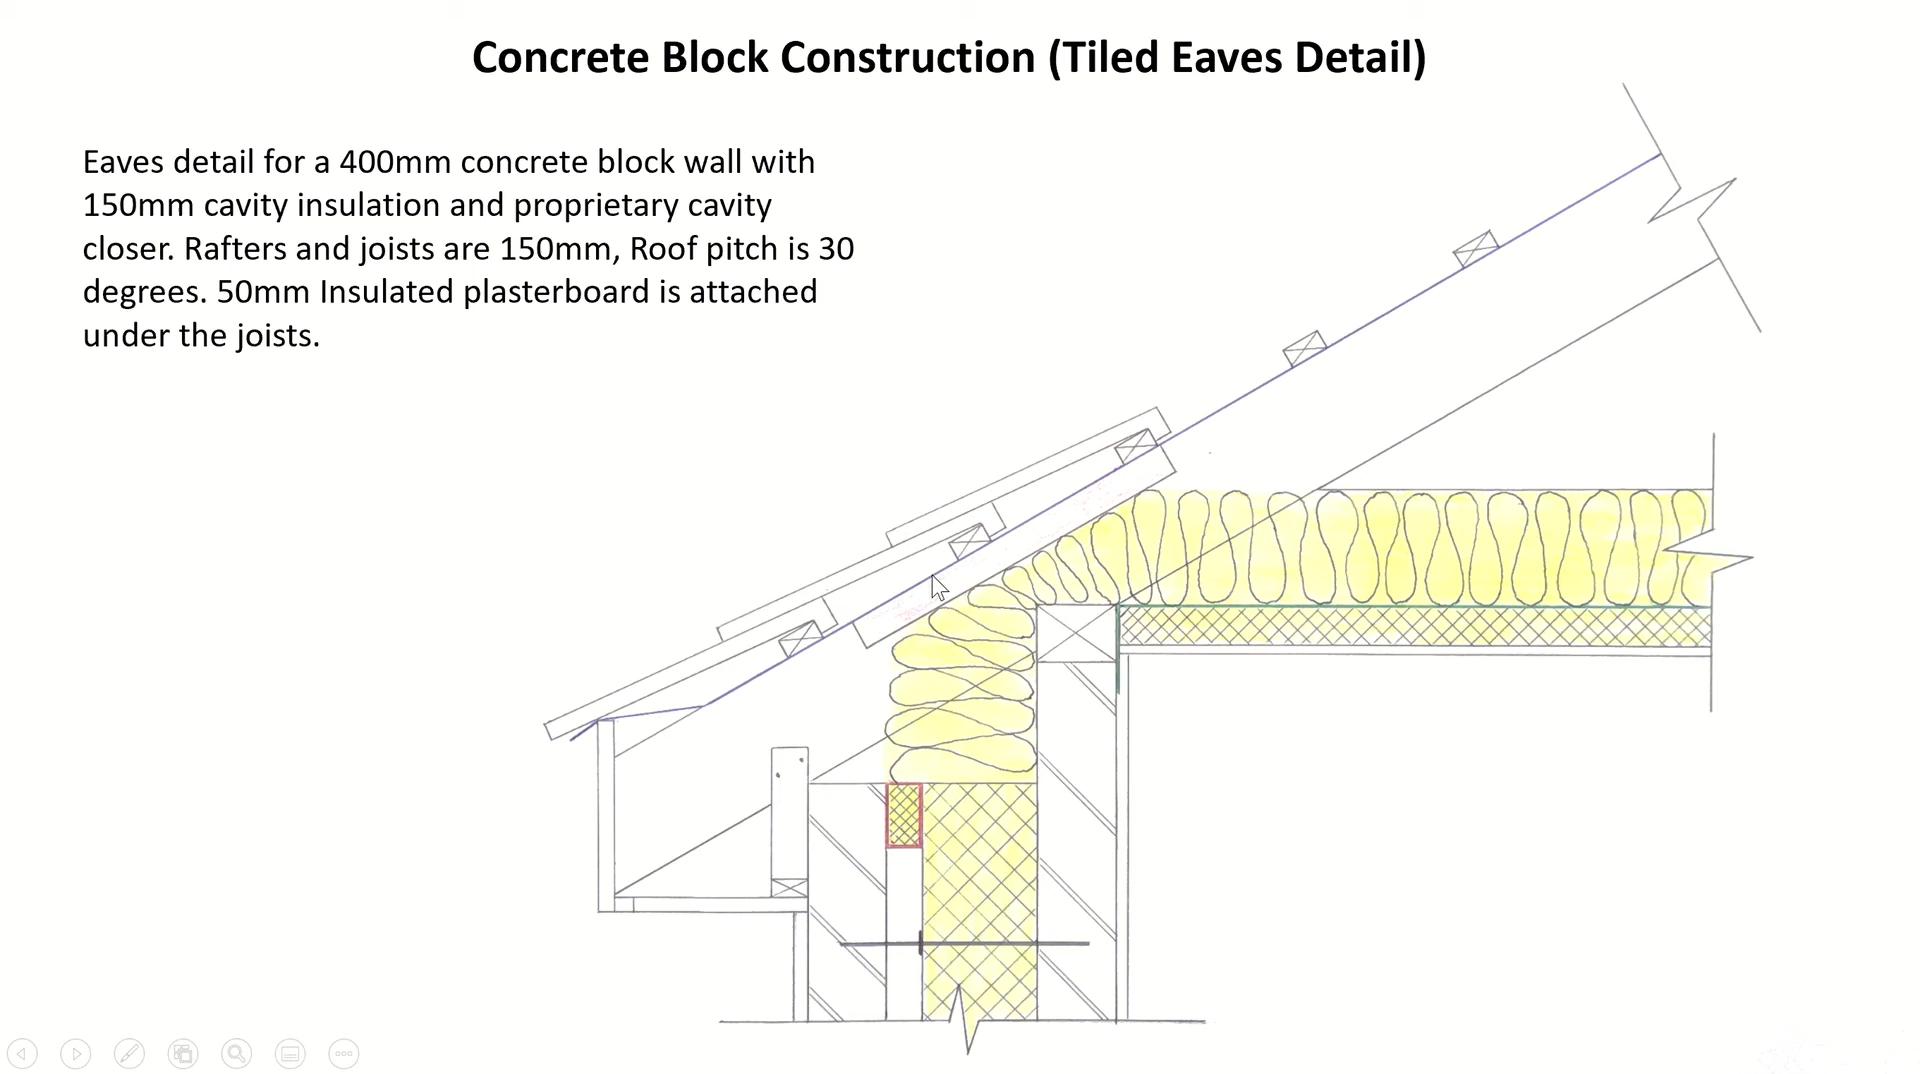 Concrete Block Construction (Tiled Eaves Detail)
Eaves detail for a 400mm concrete block wall with
150mm cavity insulation and proprietary cavity
closer. Rafters and joists are 150mm, Roof pitch is 30
degrees. 50mm Insulated plasterboard is attached
under the joists.